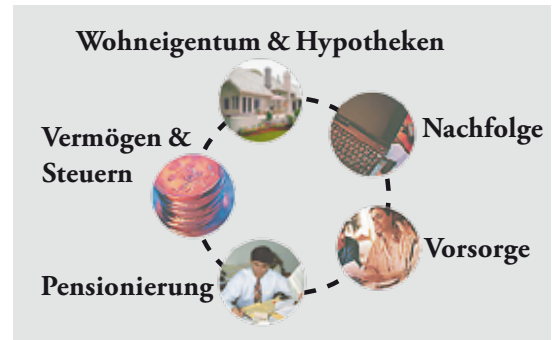 Wohneigentum & Hypotheken
Nachfolge
Vermögen &
Steuern
Vorsorge
Pensionierung